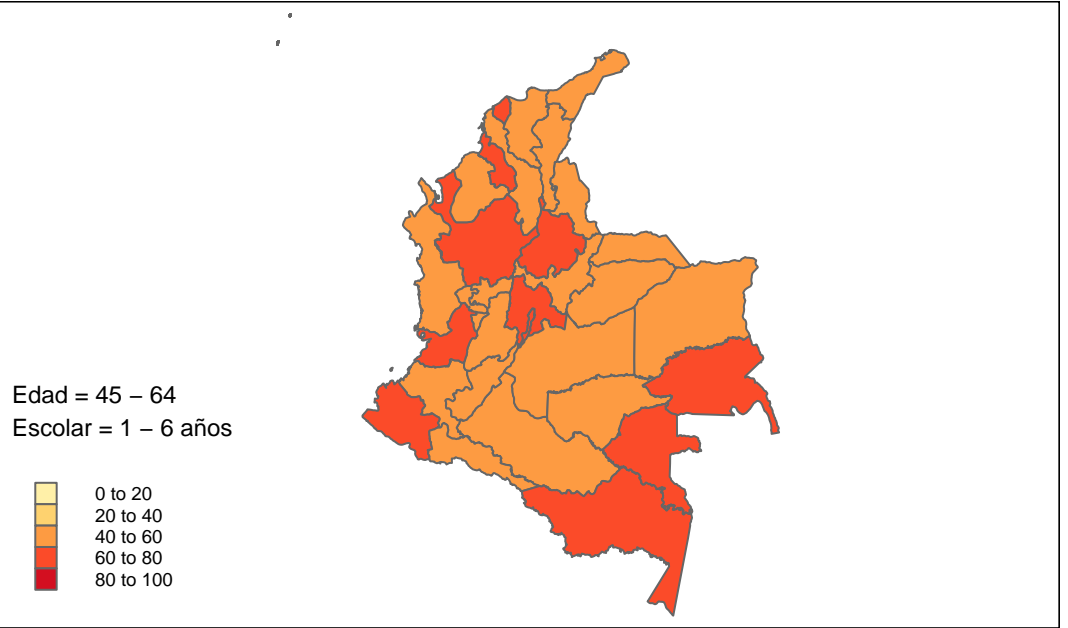 Edad = 45 − 64
Escolar = 1 − 6 años
0 to 20
20 to 40
40 to 60
60 to 80
80 to 100